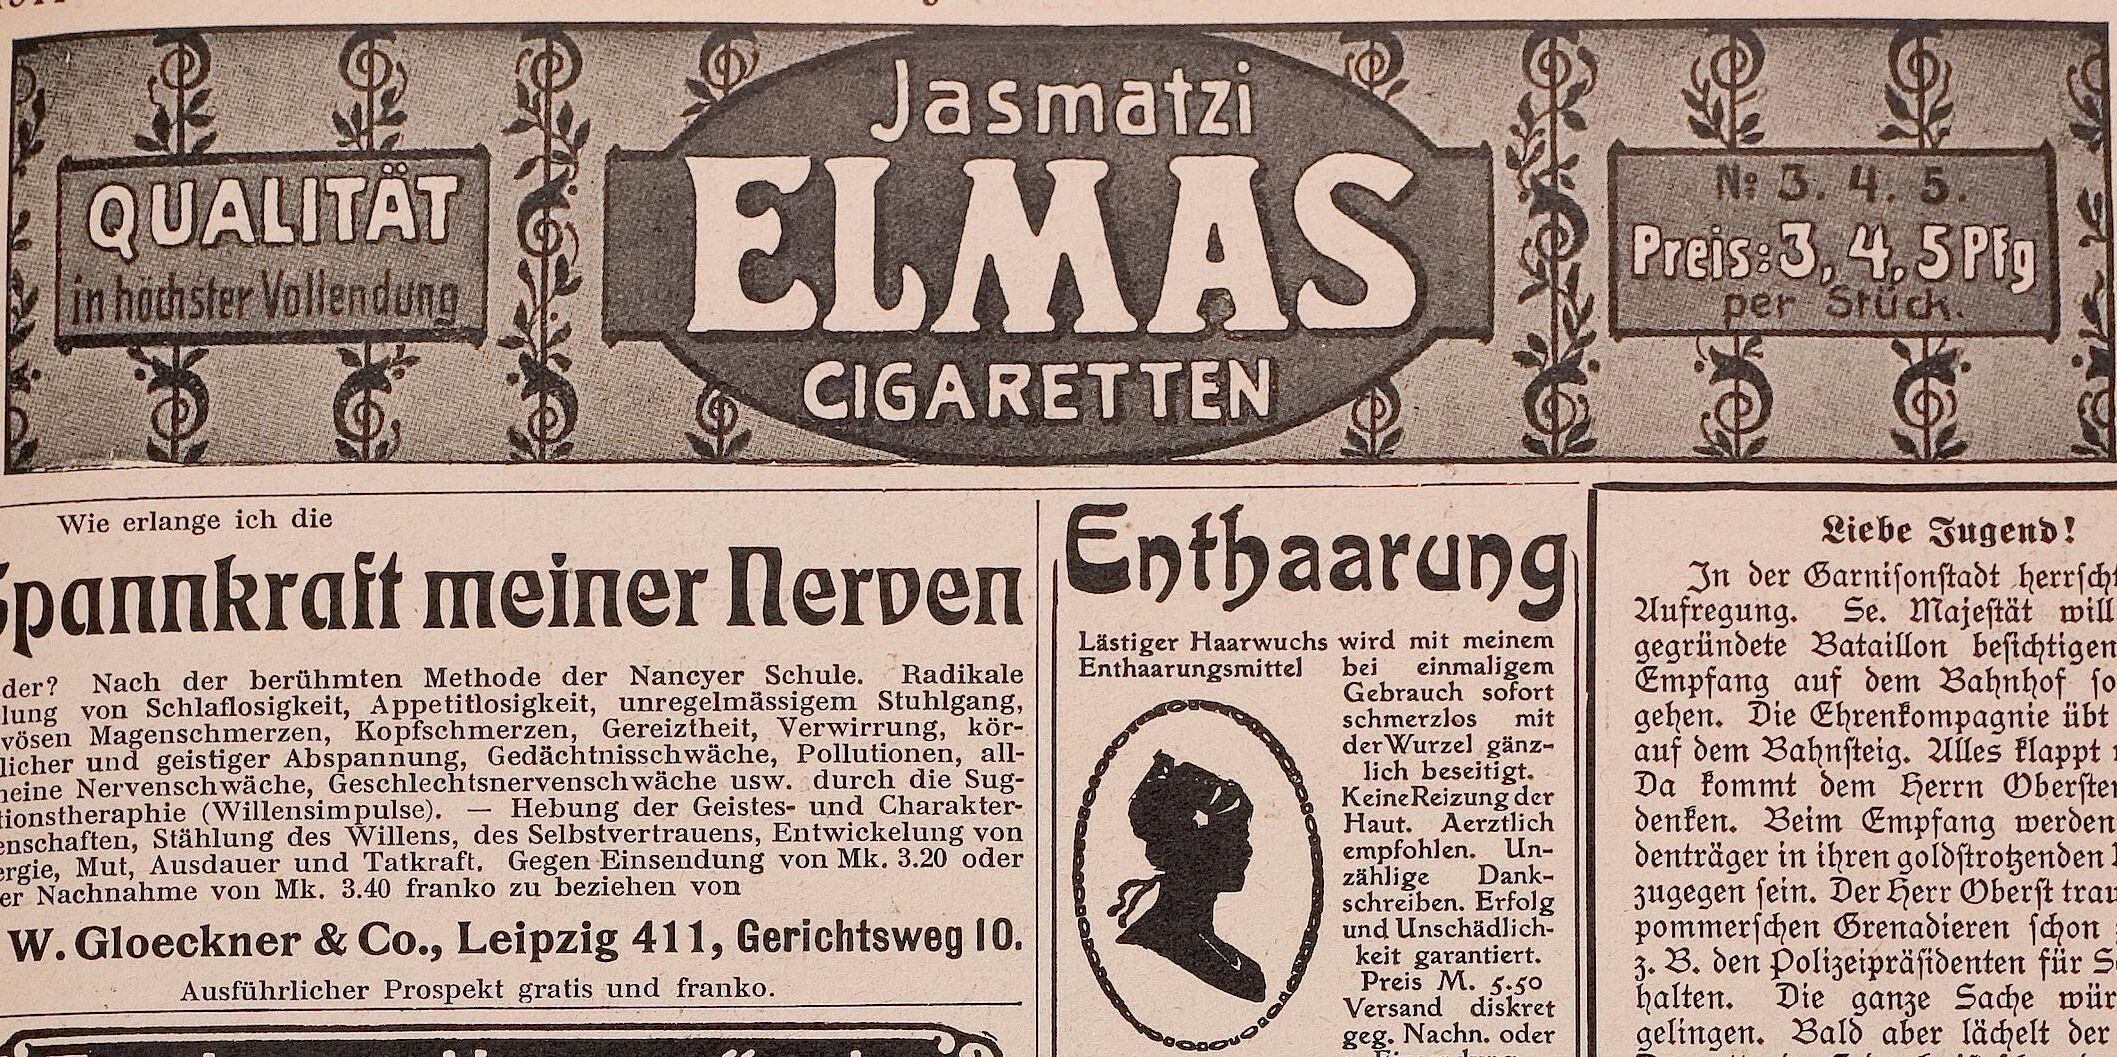 QUALITÄT
in höchster Vollendung
Jasmatzi
ELMAS
CIGARETTEN
No 3. 4. 5.
Preis: 3, 4, 5 Pfg
per Stück.
Wie erlange ich die
Spannkraft meiner Nerven
der? Nach der berühmten Methode der Nancyer Schule. Radikale
lung von Schlaflosigkeit, Appetitlosigkeit, unregelmässigem Stuhlgang,
vösen Magenschmerzen, Kopfschmerzen, Gereiztheit, Verwirrung, kör-
licher und geistiger Abspannung, Gedächtnisschwäche, Pollutionen, all-
neine Nervenschwäche, Geschlechtsnervenschwäche usw. durch die Sug-
tionstheraphie (Willensimpulse). — Hebung der Geistes- und Charakter-
enschaften, Stählung des Willens, des Selbstvertrauens, Entwickelung von
ergie, Mut, Ausdauer und Tatkraft. Gegen Einsendung von Mk. 3.20 oder
er Nachnahme von Mk. 3.40 franko zu beziehen von
W. Gloeckner & Co., Leipzig 411, Gerichtsweg 10.
Ausführlicher Prospekt gratis und franko.
Enthaarung
Lästiger Haarwuchs wird mit meinem
Enthaarungsmittel bei einmaligem
Gebrauch sofort
schmerzlos mit
der Wurzel gänz-
lich beseitigt.
Keine Reizung der
Haut. Aerztlich
empfohlen. Un-
zählige Dank-
schreiben. Erfolg
und Unschädlich-
keit garantiert.
Preis M. 5.50
Versand diskret
geg. Nachn. oder
Liebe Jugend!
In der Garnisonstadt herrscht
Aufregung. Se. Majestät will
gegründete Bataillon besichtigen
Empfang auf dem Bahnhof so
gehen. Die Ehrenkompagnie übt
auf dem Bahnsteig. Alles klappt
Da kommt dem Herrn Obersten
denken. Beim Empfang werden
denträger in ihren goldstrotzenden
zugegen sein. Der Herr Oberst trau
pommerschen Grenadieren schon
z. B. den Polizeipräsidenten für S
halten. Die ganze Sache wür
gelingen. Bald aber lächelt der